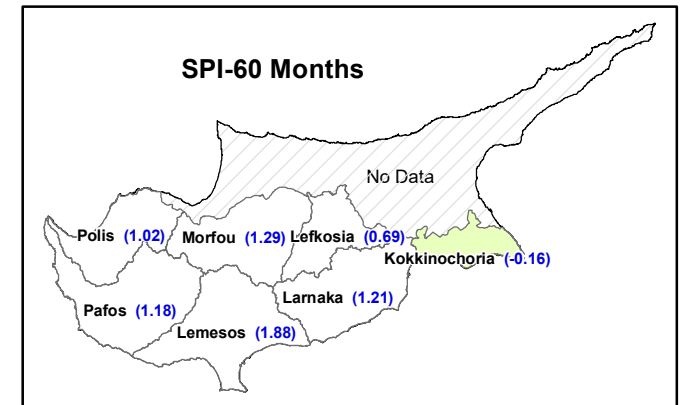 SPI-60 Months
No Data
Polis (1.02)
Morfou (1.29)
Lefkosia (0.69)
Kokkinochoria (-0.16)
Larnaka (1.21)
Pafos (1.18)
Lemesos (1.88)